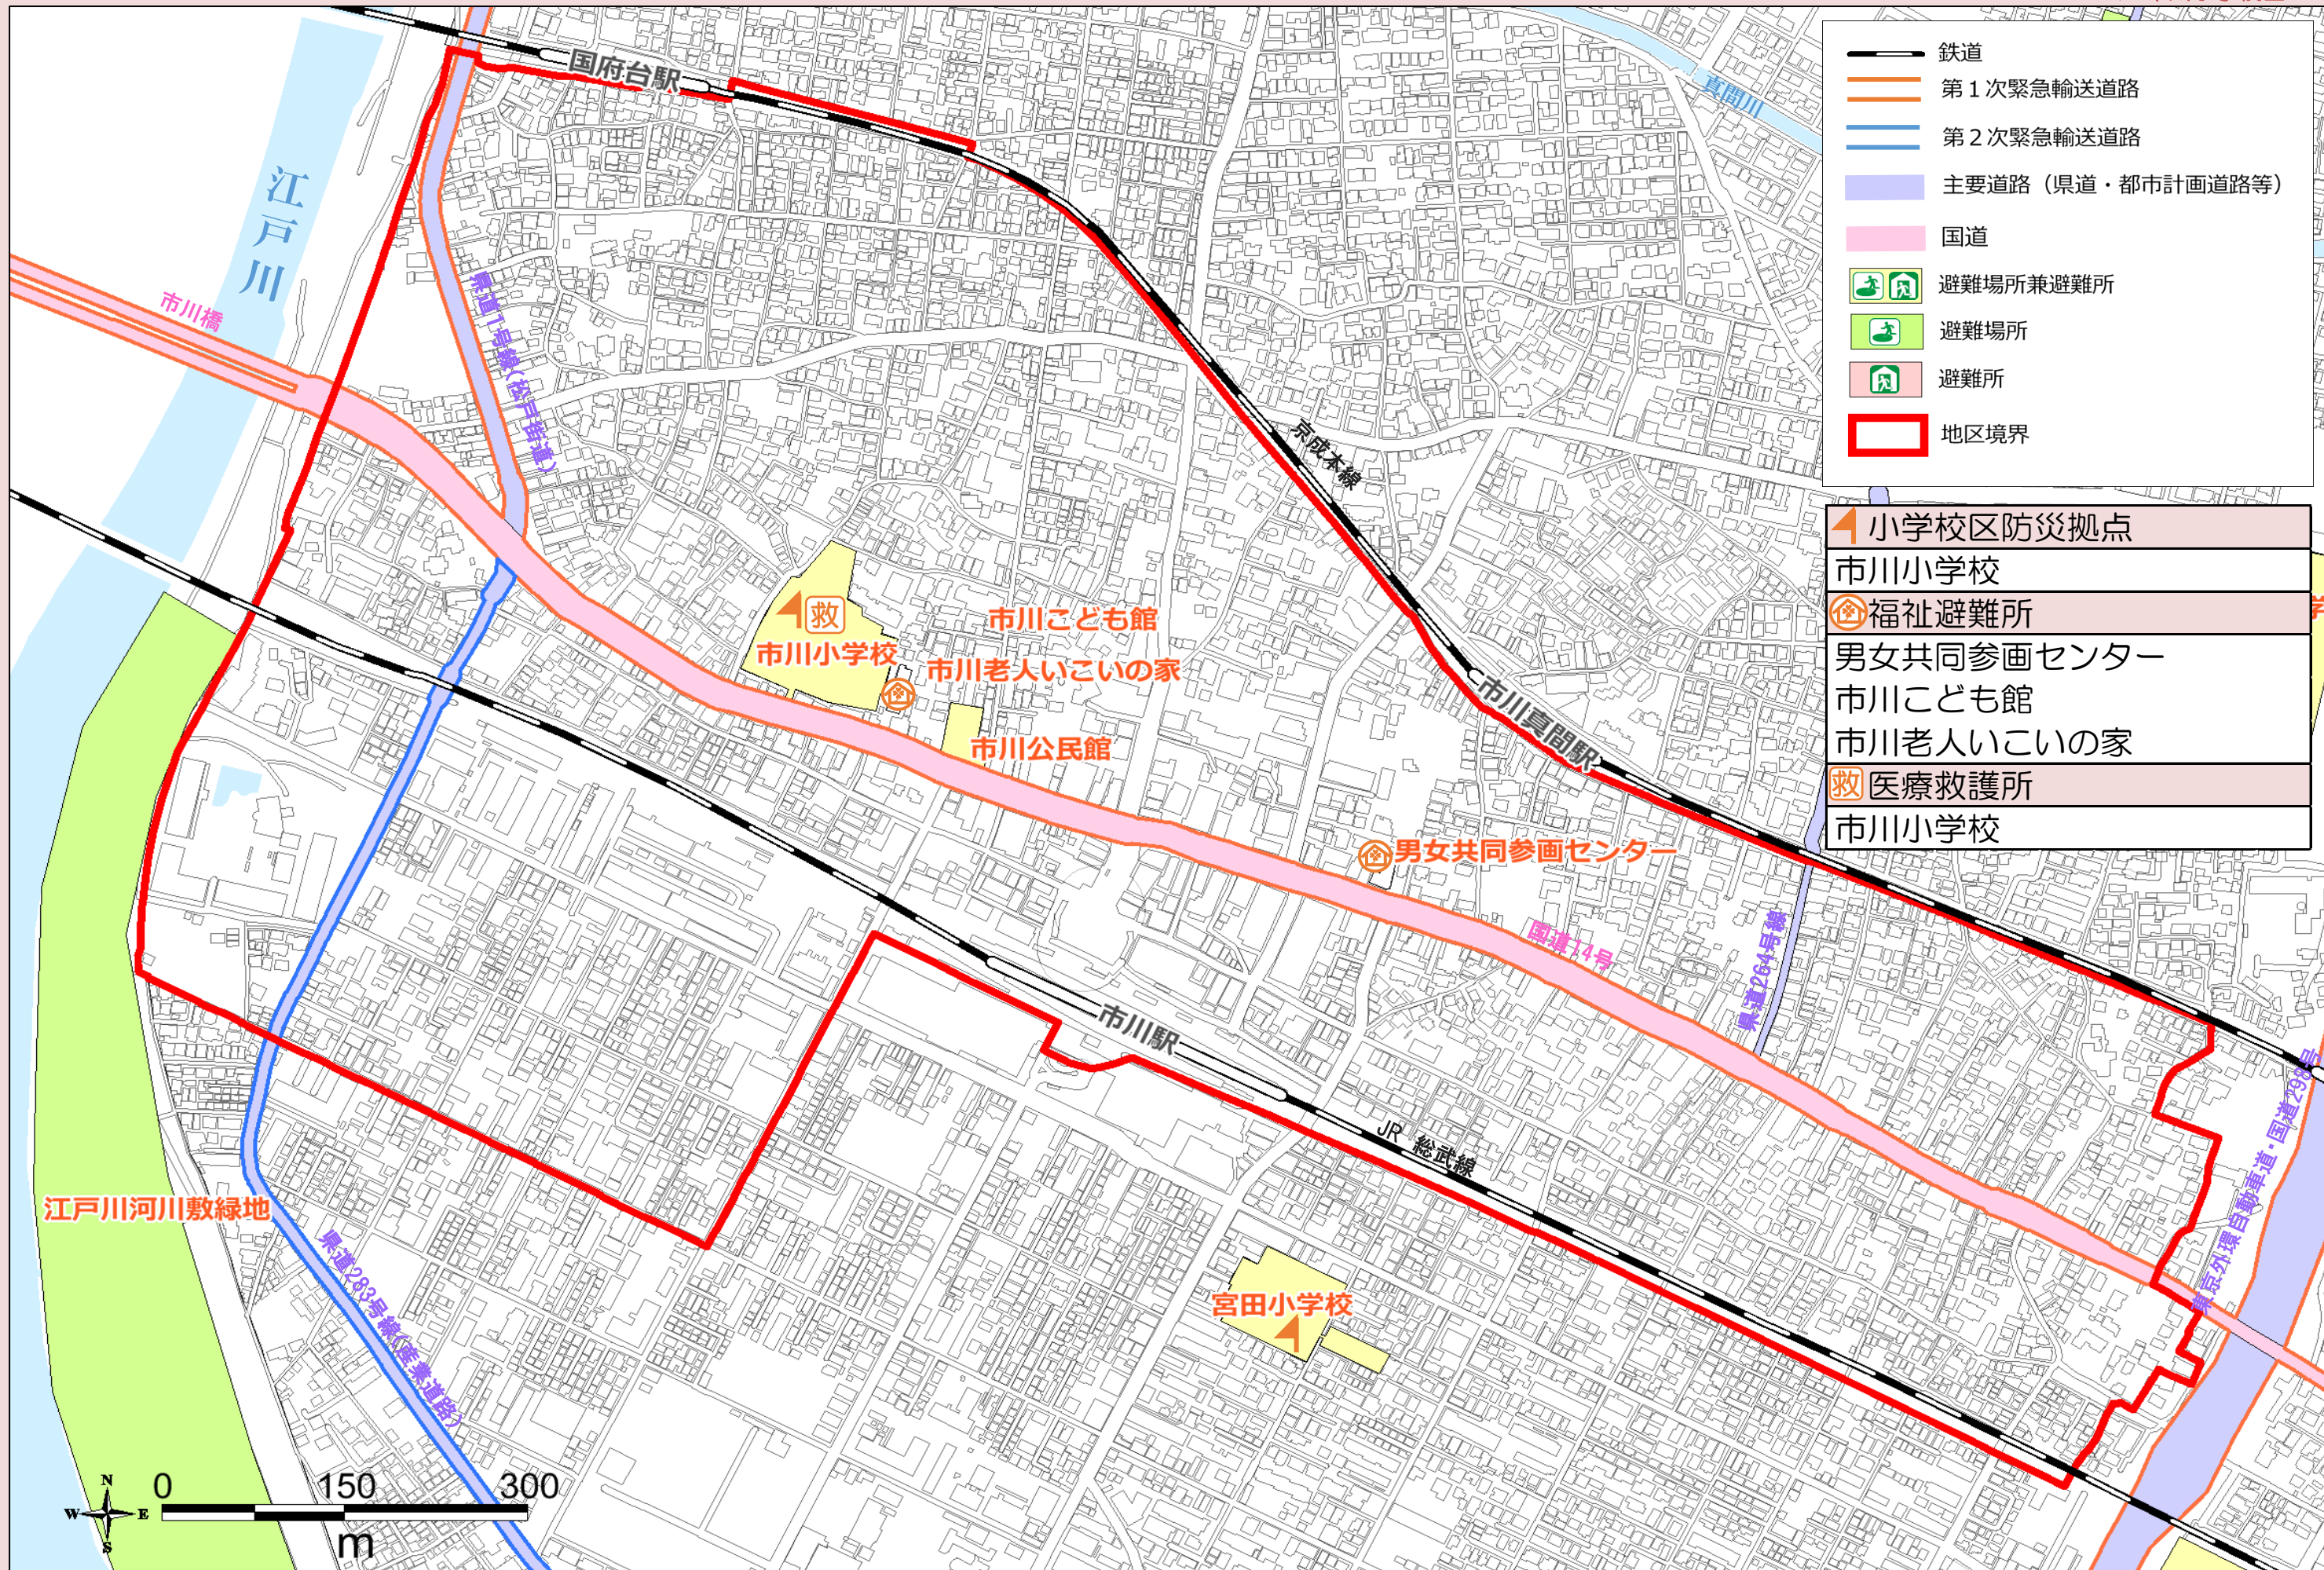 国府台駅
真間川
江戸川
市川橋
県道1号線(松戸街道)
京成本線
市川こども館
市川小学校
市川老人いこいの家
市川公民館
市川真間駅
男女共同参画センター
国道14号
県道264号線
市川駅
JR 総武線
東京外環自動車道・国道298号
江戸川河川敷緑地
県道283号線(産業道路)
宮田小学校
N
W
E
S
0
150
300
m
鉄道
第1次緊急輸送道路
第2次緊急輸送道路
主要道路（県道・都市計画道路等）
国道
避難場所兼避難所
避難場所
避難所
地区境界
小学校区防災拠点
市川小学校
福祉避難所
男女共同参画センター
市川こども館
市川老人いこいの家
救 医療救護所
市川小学校
救